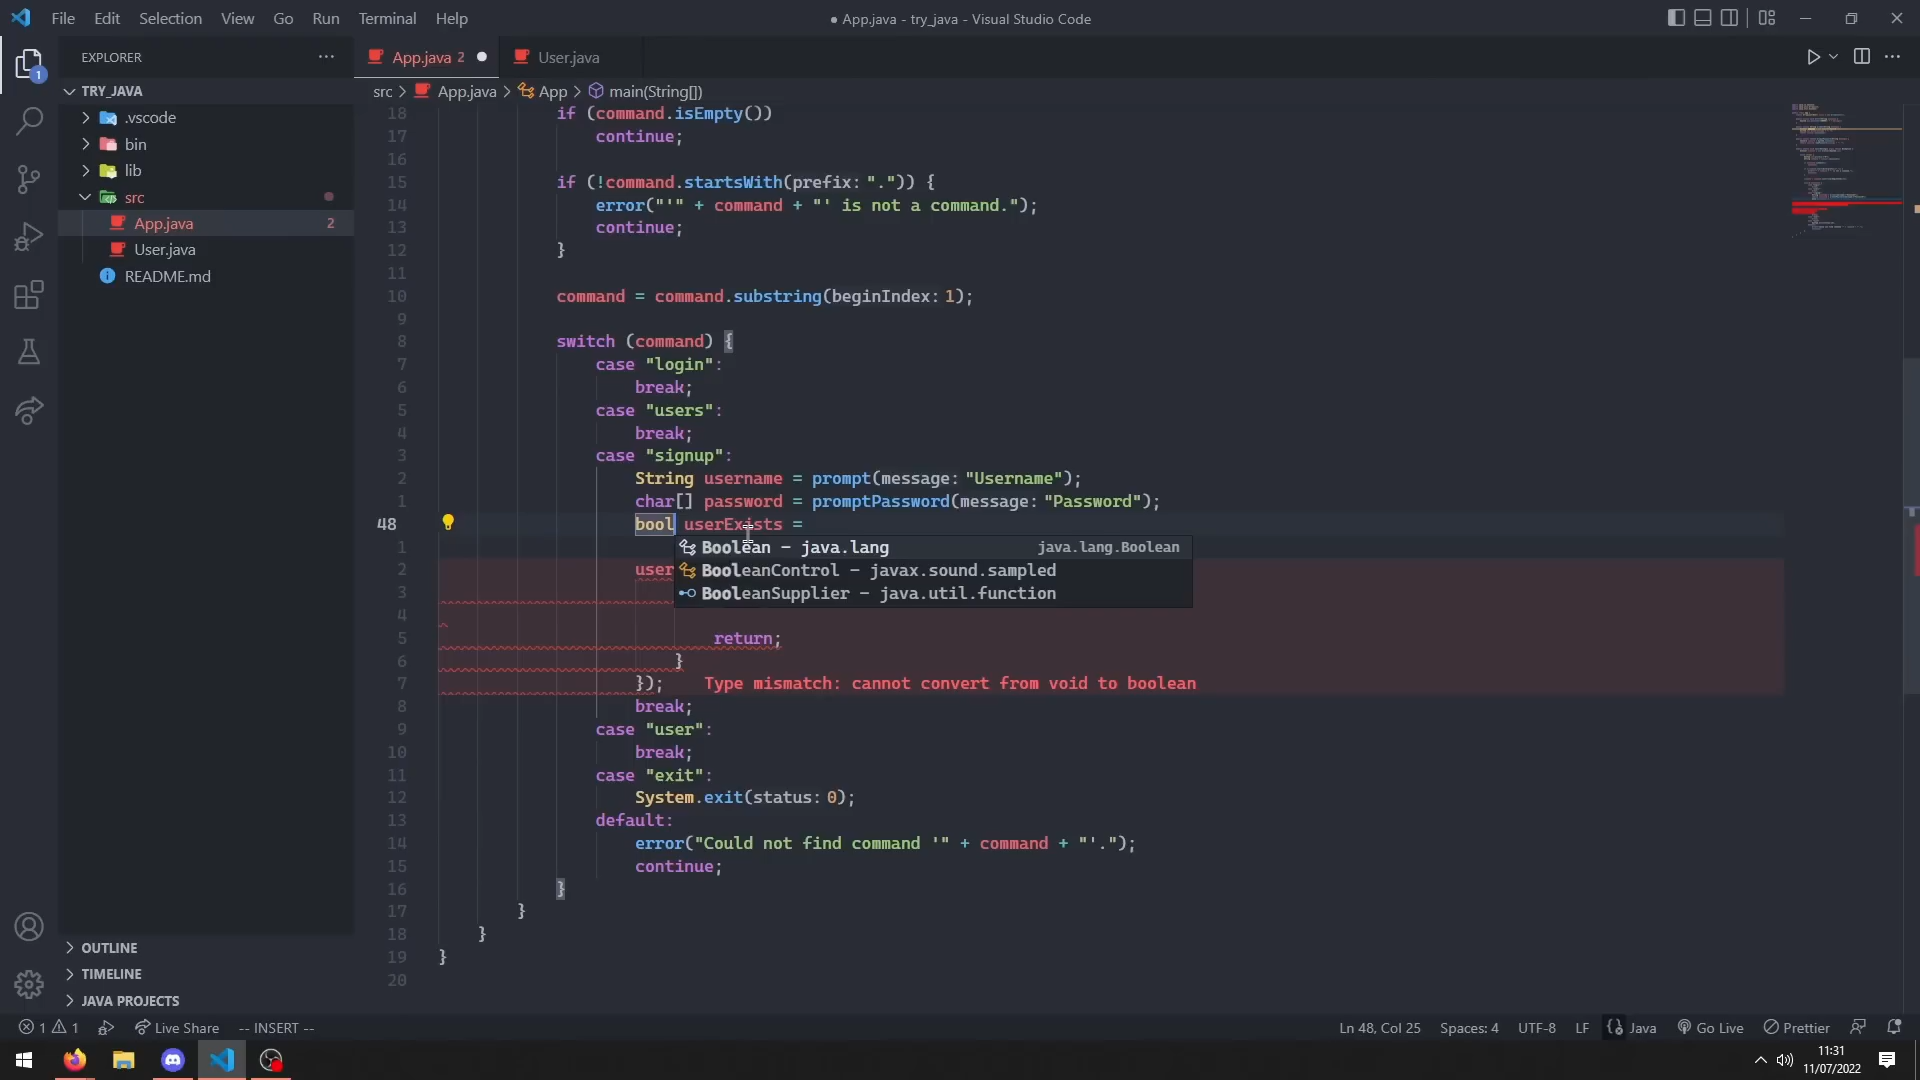 File Edit Selection View Go Run Terminal Help
● App.java - try_java - Visual Studio Code
EXPLORER
App.java 2
User.java
TRY_JAVA
src > App.java > App > main(String[])
.vscode
bin
lib
src
App.java 2
User.java
README.md
1
18 if (command.isEmpty())
17 continue;
16
15 if (!command.startsWith(prefix: ".")) {
14 error("'" + command + "' is not a command.");
13 continue;
12 }
11
10 command = command.substring(beginIndex: 1);
9
8 switch (command) {
7 case "login":
6 break;
5 case "users":
4 break;
3 case "signup":
2 String username = prompt(message: "Username");
1 char[] password = promptPassword(message: "Password");
48 bool userExists =
1 Boolean – java.lang java.lang.Boolean
2 user BooleanControl – javax.sound.sampled
3 BooleanSupplier – java.util.function
4
5 return;
6 }
7 }); Type mismatch: cannot convert from void to boolean
8 break;
9 case "user":
10 break;
11 case "exit":
12 System.exit(status: 0);
13 default:
14 error("Could not find command '" + command + "'.");
15 continue;
16 }
17 }
18 }
19 }
20
OUTLINE
TIMELINE
JAVA PROJECTS
1 1 Live Share -- INSERT --
Ln 48, Col 25 Spaces: 4 UTF-8 LF Java Go Live Prettier
11:31
11/07/2022